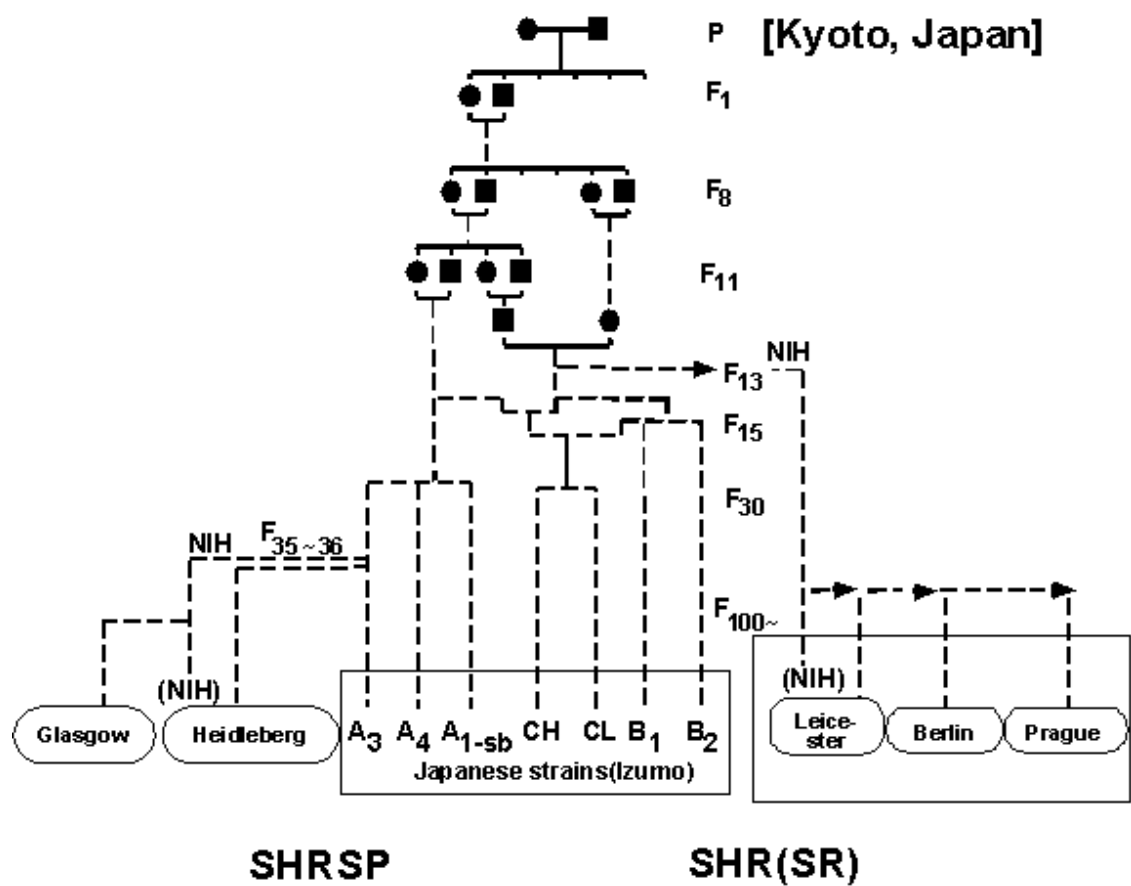 P [Kyoto, Japan]
F1
F8
F11
NIH
F13
F15
F30
NIH F35~36
F100~
(NIH) (NIH)
Glasgow Heidleberg A3 A4 A1-sb CH CL B1 B2 Leice-
ster Berlin Prague
Japanese strains(Izumo)
SHRSP SHR(SR)